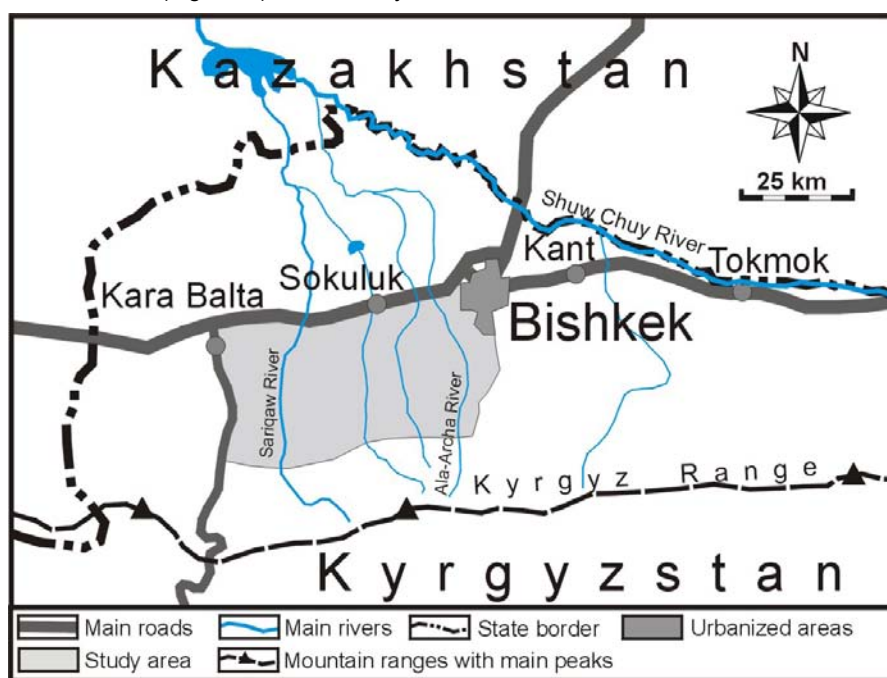 Kazakhstan
N
25 km
Shuw Chuy River
Kant
Tokmok
Sokuluk
Kara Balta
Bishkek
Sariqaw River
Ala-Archa River
Kyrgyz Range
Kyrgyzstan
Main roads
Main rivers
State border
Urbanized areas
Study area
Mountain ranges with main peaks